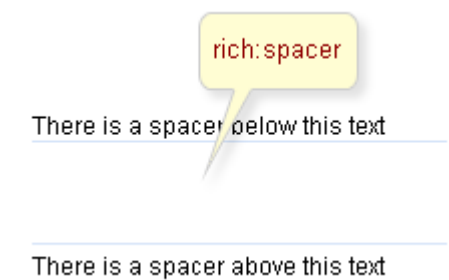 rich:spacer
There is a spacer below this text
There is a spacer above this text